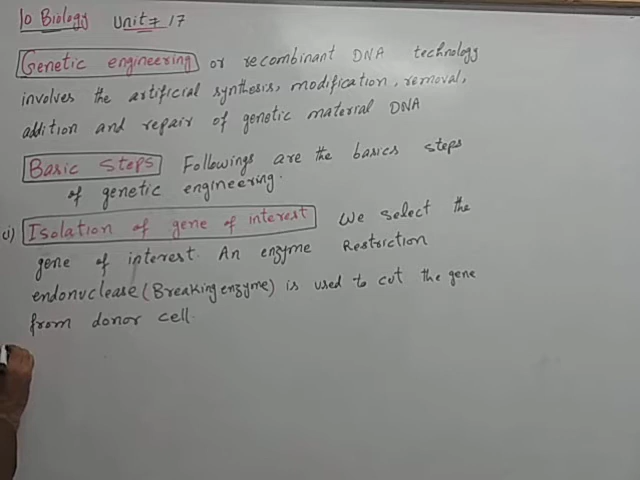 10 Biology Unit # 17
Genetic engineering or recombinant DNA technology
involves the artificial synthesis, modification, removal,
addition and repair of genetic material DNA
Basic Steps Followings are the basics steps
of genetic engineering.
(i) Isolation of gene of interest We select the
gene of interest. An enzyme Restriction
endonuclease (Breaking enzyme) is used to cut the gene
from donor cell.